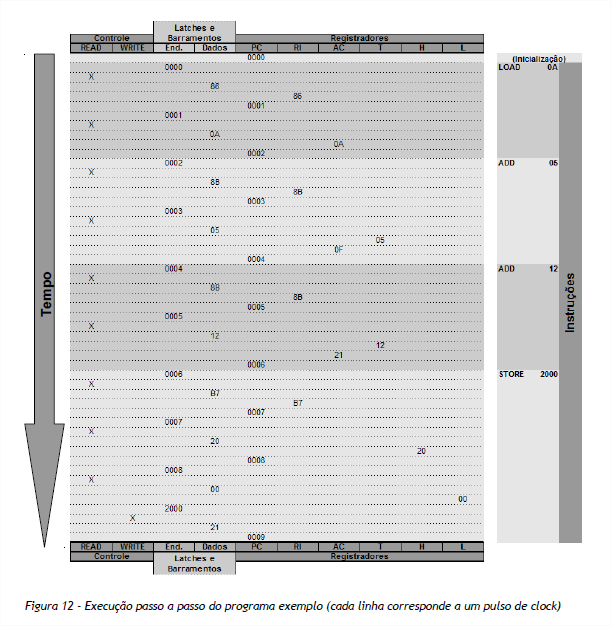 Latches e
Barramentos
Controle Registradores
READ WRITE End. Dados PC RI AC T H L
0000 (Inicialização)
0000 LOAD 0A
X
86
86
0001
0001
X
0A
0A
0002
0002 ADD 05
X
8B
8B
0003
0003
X
05
05
0F
0004
0004 ADD 12
X
8B
8B
0005
0005
X
12
12
21
0006
0006 STORE 2000
X
B7
B7
0007
0007
X
20
20
0008
0008
X
00
00
2000
X
21
0009
READ WRITE End. Dados PC RI AC T H L
Controle Registradores
Latches e
Barramentos
Tempo
Instruções
Figura 12 - Execução passo a passo do programa exemplo (cada linha corresponde a um pulso de clock)